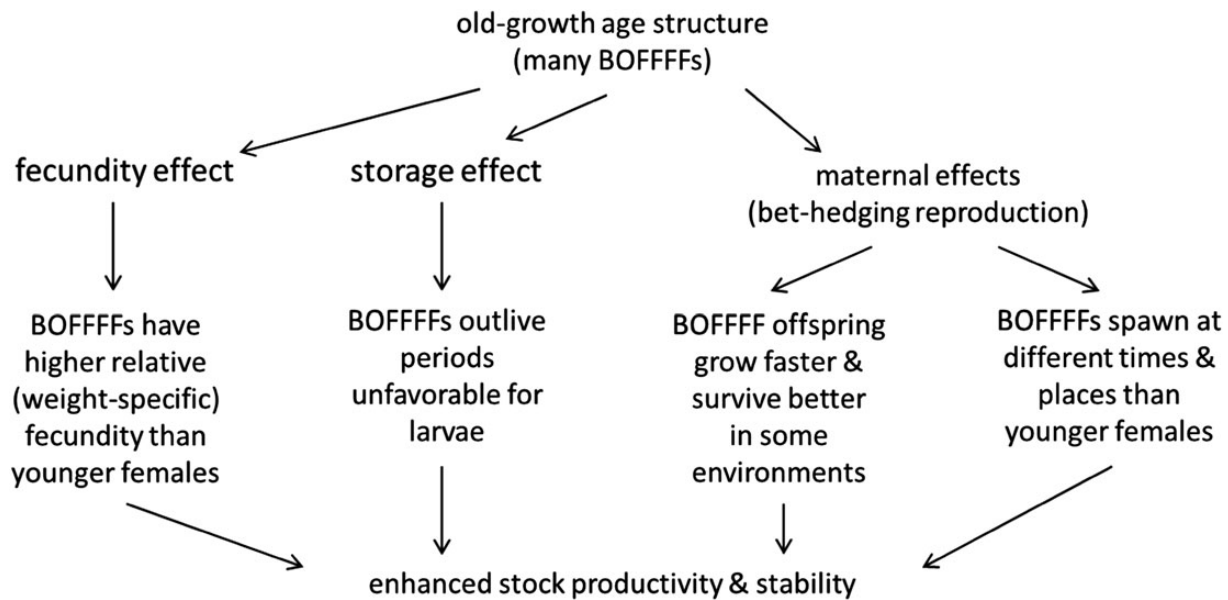 old-growth age structure
(many BOFFFFs)
fecundity effect
storage effect
maternal effects
(bet-hedging reproduction)
BOFFFFs have
higher relative
(weight-specific)
fecundity than
younger females
BOFFFFs outlive
periods
unfavorable for
larvae
BOFFFF offspring
grow faster &
survive better
in some
environments
BOFFFFs spawn at
different times &
places than
younger females
enhanced stock productivity & stability